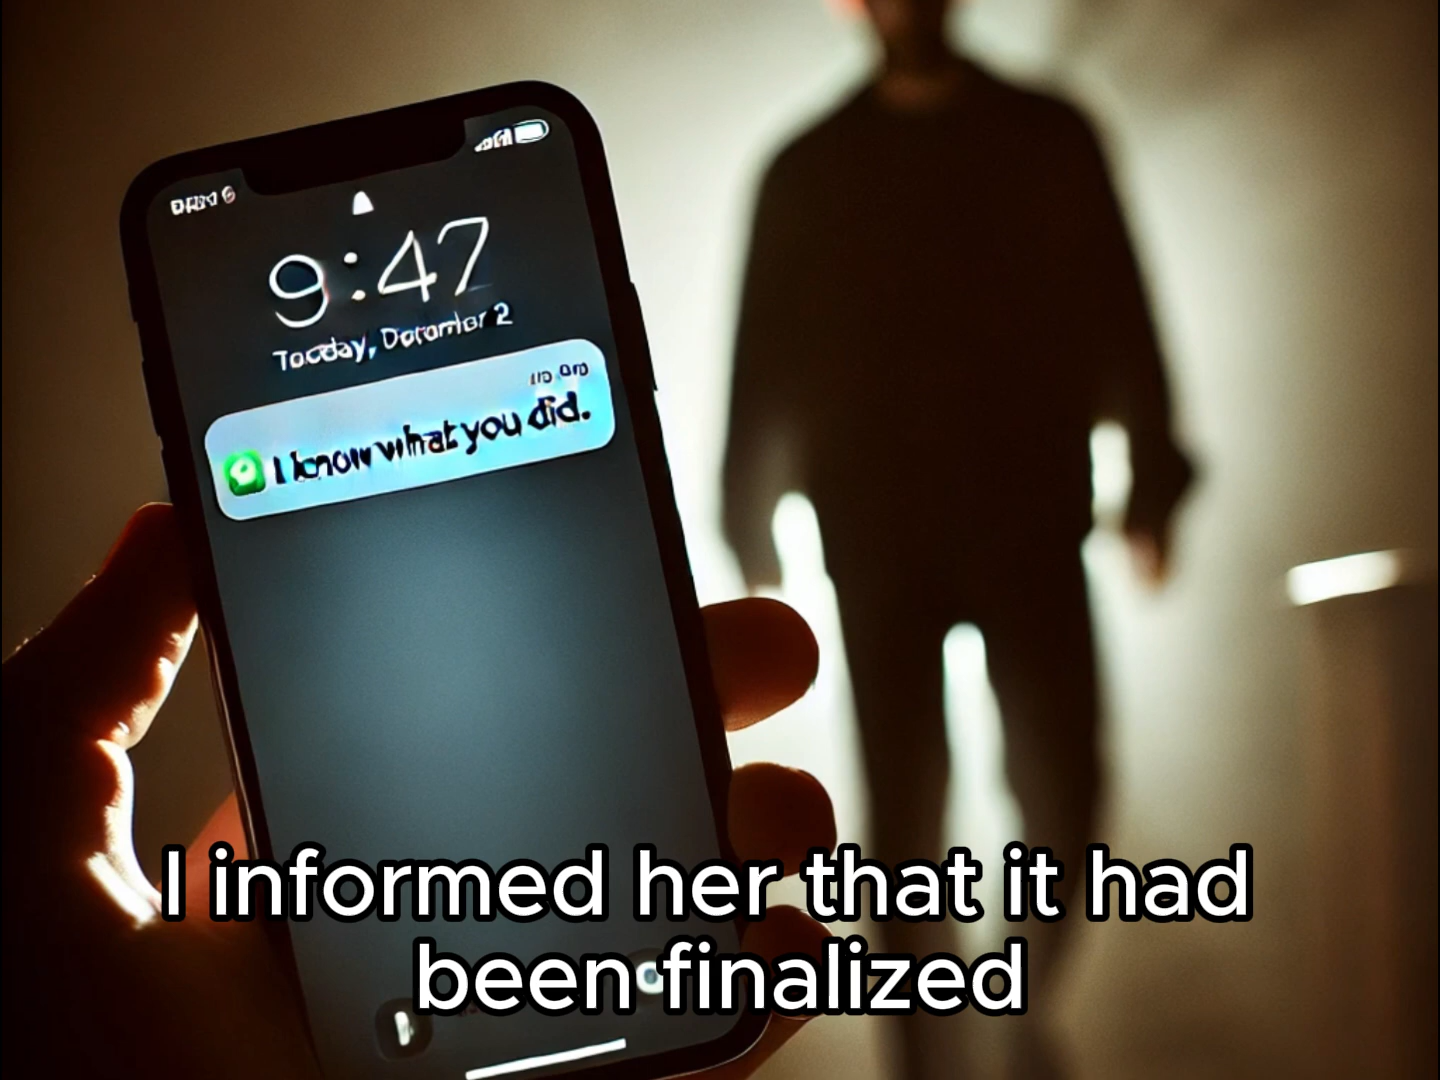 9:47
I know what you did.
I informed her that it had
been finalized